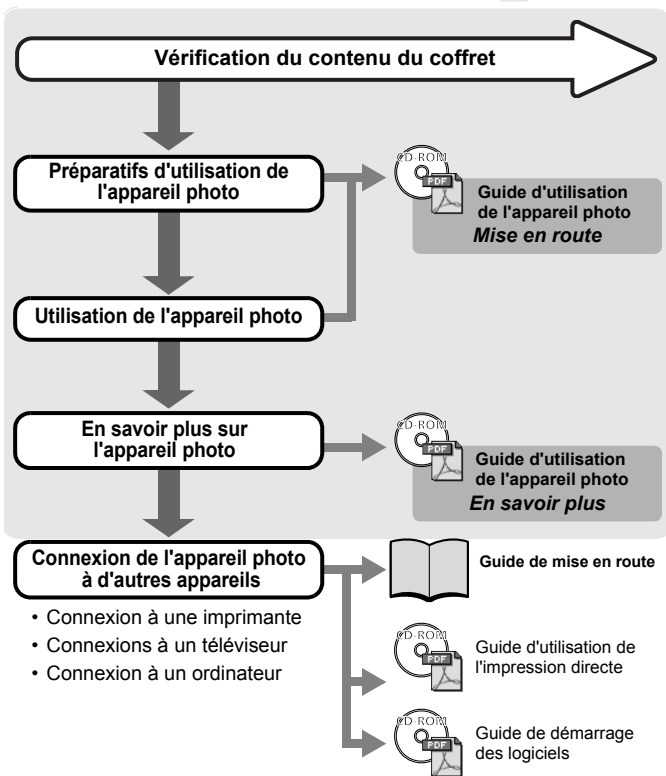 Vérification du contenu du coffret
Préparatifs d'utilisation de
l'appareil photo
CD-ROM
PDF
Guide d'utilisation
de l'appareil photo
Mise en route
Utilisation de l'appareil photo
En savoir plus sur
l'appareil photo
CD-ROM
PDF
Guide d'utilisation
de l'appareil photo
En savoir plus
Connexion de l'appareil photo
à d'autres appareils
Guide de mise en route
• Connexion à une imprimante
• Connexions à un téléviseur
• Connexion à un ordinateur
CD-ROM
PDF
Guide d'utilisation de
l'impression directe
CD-ROM
PDF
Guide de démarrage
des logiciels